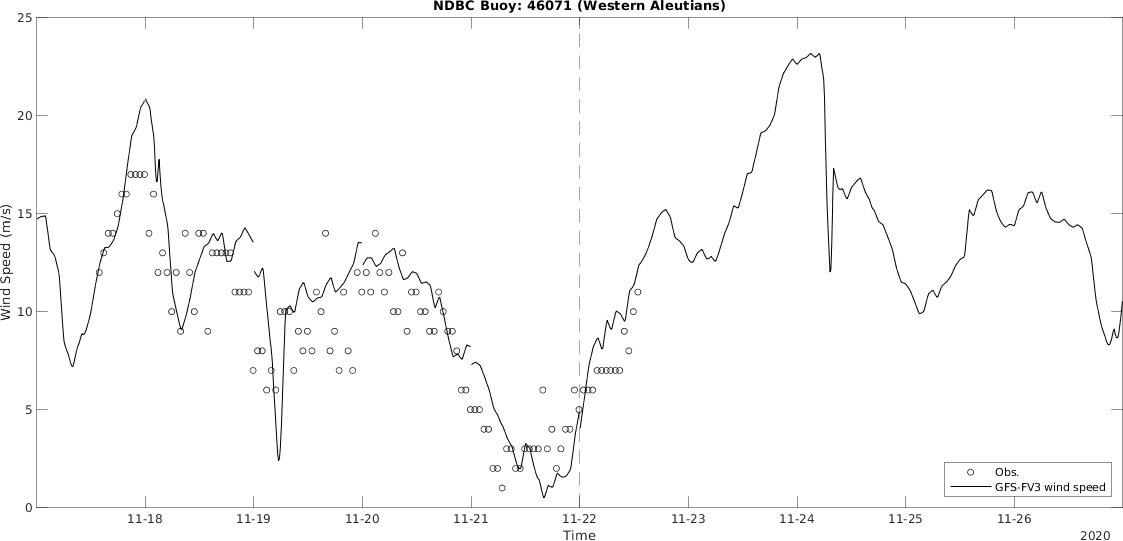 NDBC Buoy: 46071 (Western Aleutians)
25
20
15
10
5
0
Wind Speed (m/s)
11-18 11-19 11-20 11-21 11-22 11-23 11-24 11-25 11-26
Time
2020
Obs.
GFS-FV3 wind speed